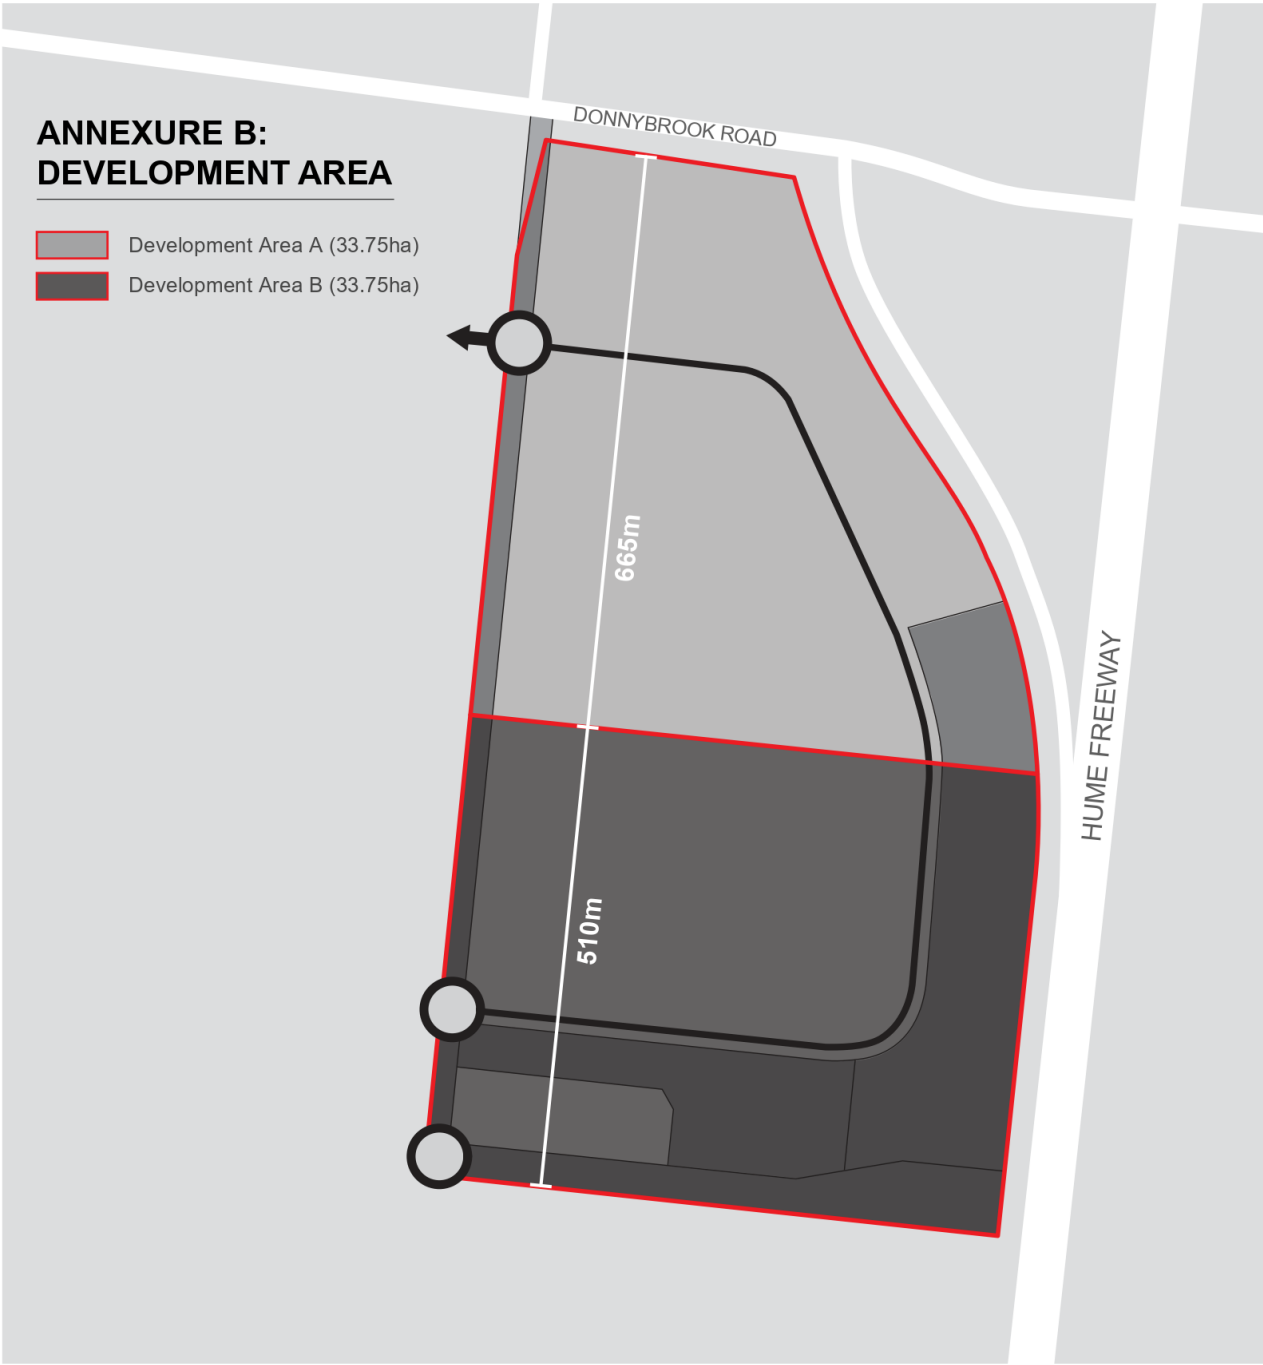 DONNYBROOK ROAD
ANNEXURE B:
DEVELOPMENT AREA
Development Area A (33.75ha)
Development Area B (33.75ha)
665m
HUME FREEWAY
510m